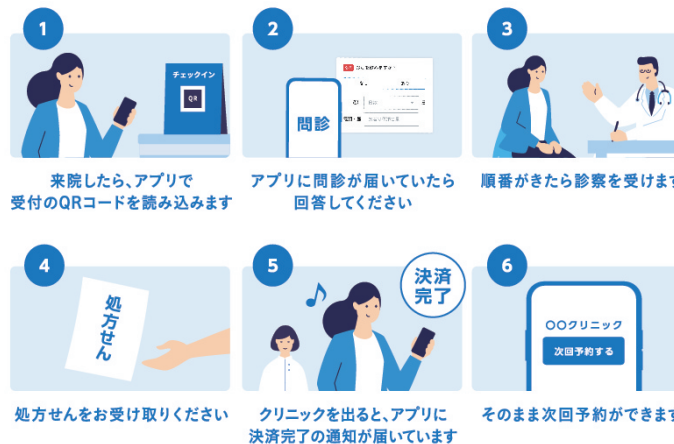 1
チェックイン
QR
来院したら、アプリで
受付のQRコードを読み込みます
2
問診
アプリに問診が届いていたら
回答してください
3
順番がきたら診察を受けます
4
処方せん
処方せんをお受け取りください
5
決済
完了
クリニックを出ると、アプリに
決済完了の通知が届いています
6
〇〇クリニック
次回予約する
そのまま次回予約ができます